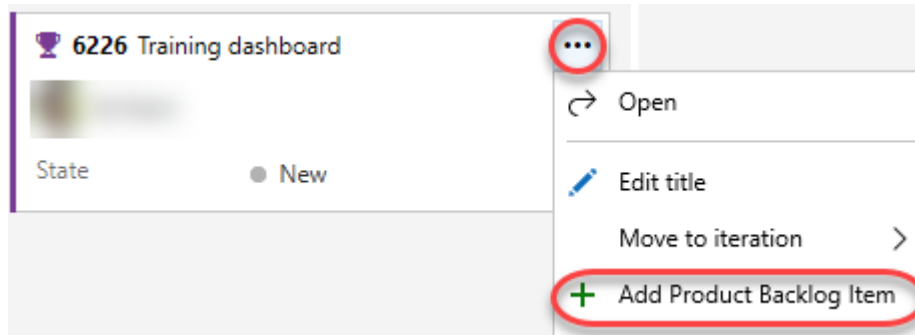 6226 Training dashboard
Open
State
New
Edit title
Move to iteration
Add Product Backlog Item